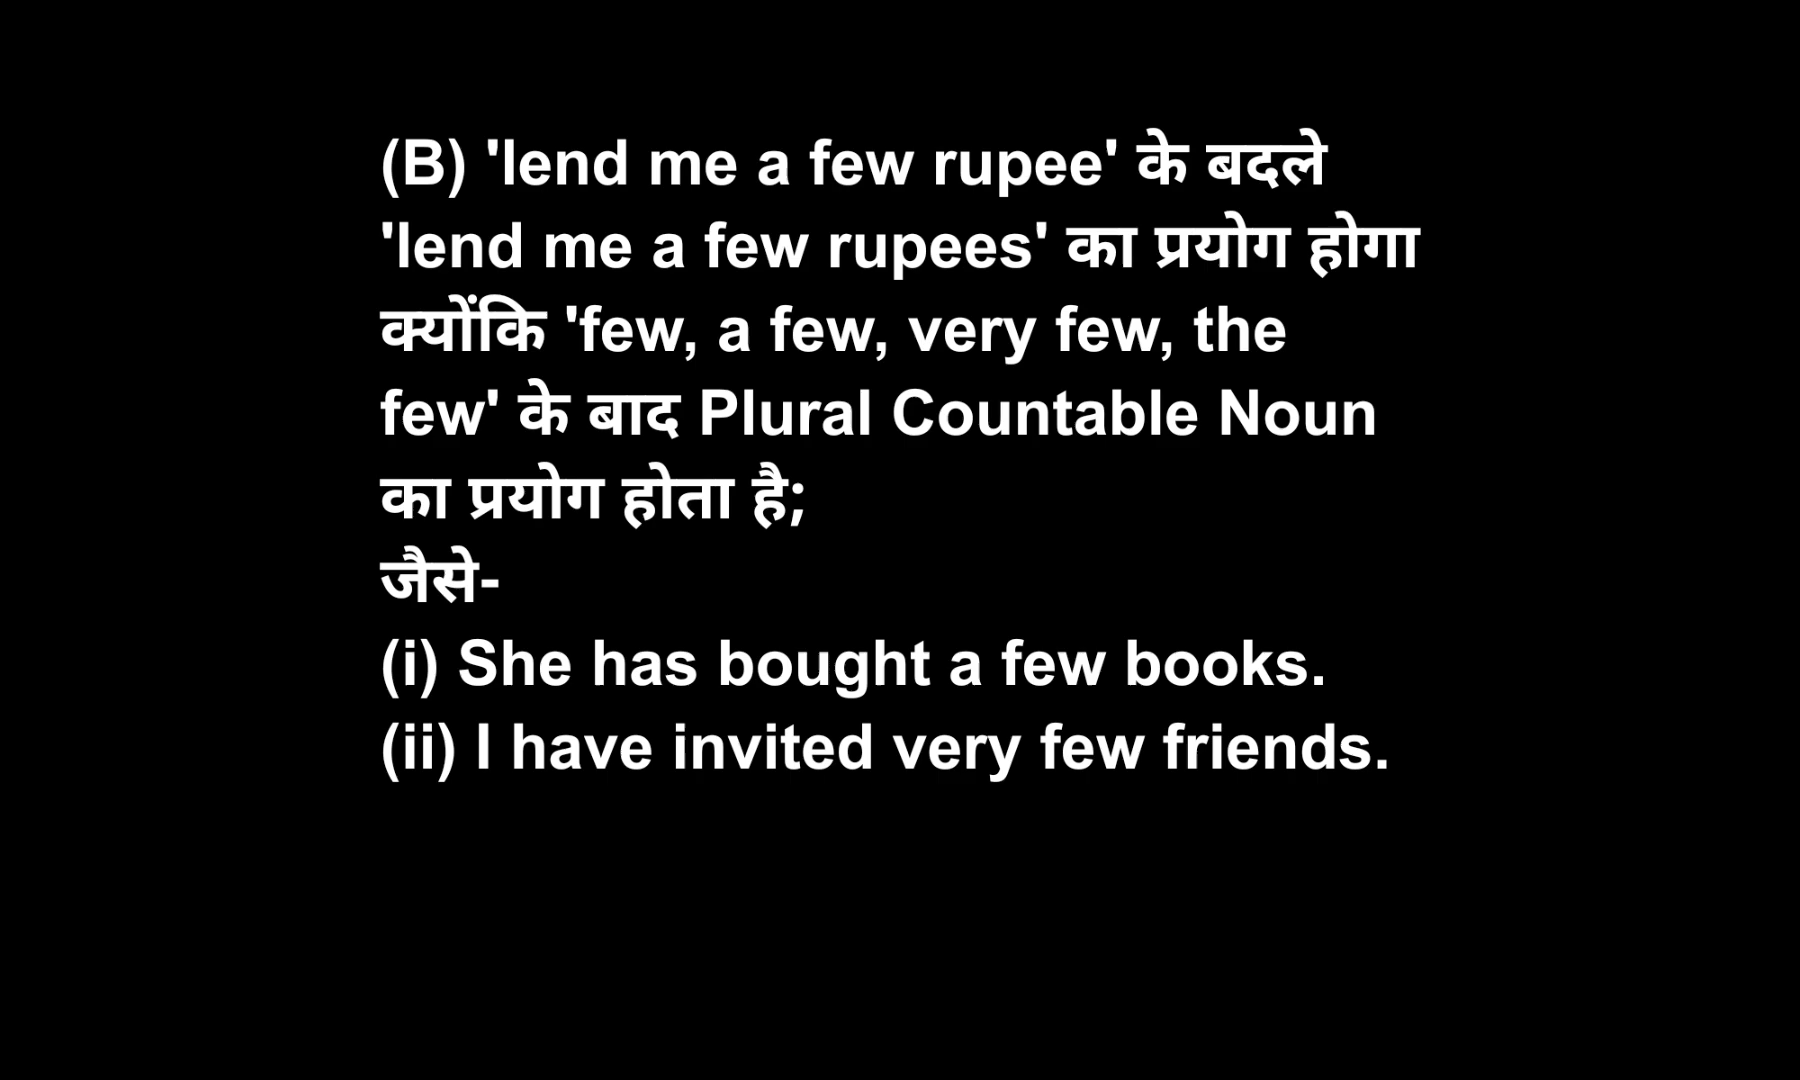 (B) 'lend me a few rupee' के बदले
'lend me a few rupees' का प्रयोग होगा
क्योंकि 'few, a few, very few, the
few' के बाद Plural Countable Noun
का प्रयोग होता है;
जैसे-
(i) She has bought a few books.
(ii) I have invited very few friends.